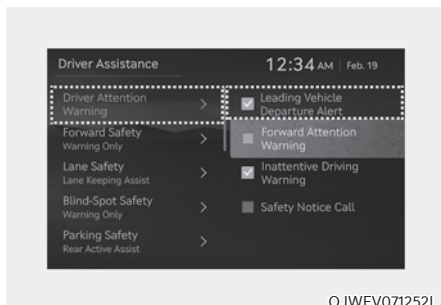 Driver Assistance
12:34 AM Feb. 19
Driver Attention
Warning
Forward Safety
Warning Only
Lane Safety
Lane Keeping Assist
Blind-Spot Safety
Warning Only
Parking Safety
Rear Active Assist
Leading Vehicle
Departure Alert
Forward Attention
Warning
Inattentive Driving
Warning
Safety Notice Call
OJWEV071252L